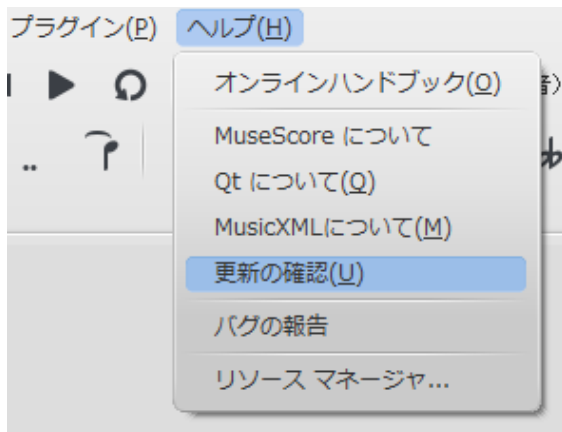 プラグイン(P) ヘルプ(H)
オンラインハンドブック(O)
音)
MuseScore について
Qt について(Q)
MusicXMLについて(M)
更新の確認(U)
バグの報告
リソース マネージャ...